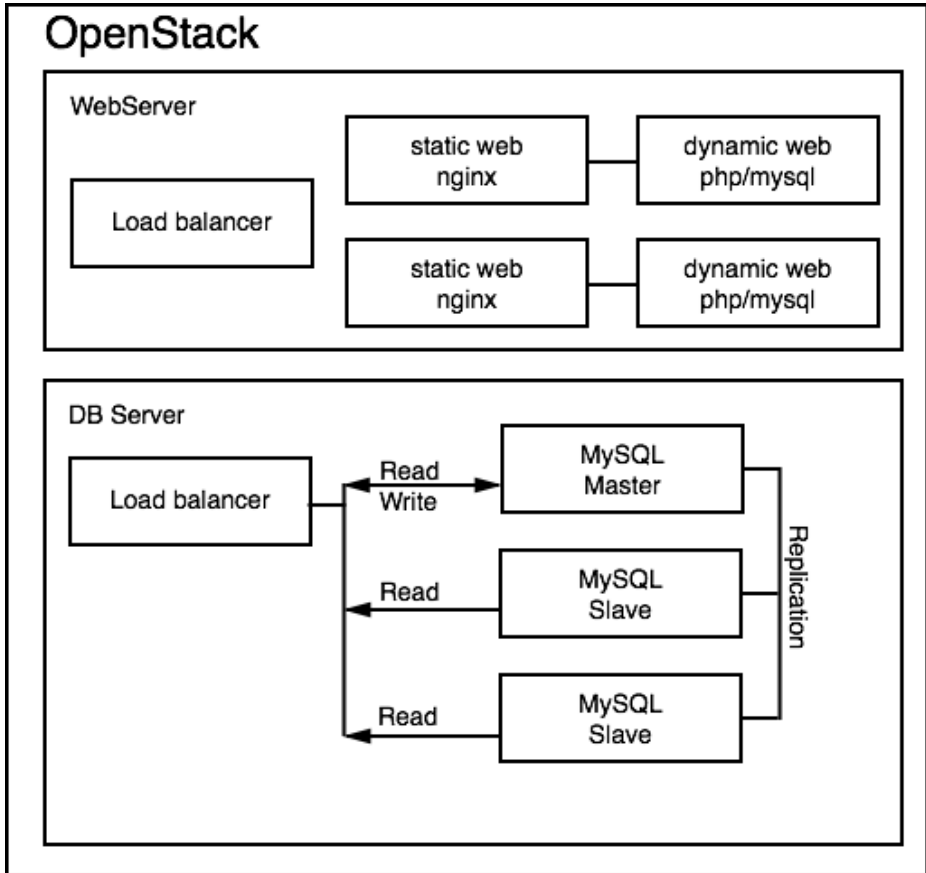 OpenStack
WebServer
Load balancer
static web
nginx
dynamic web
php/mysql
static web
nginx
dynamic web
php/mysql
DB Server
Load balancer
Read
Write
MySQL
Master
Read
MySQL
Slave
Read
MySQL
Slave
Replication